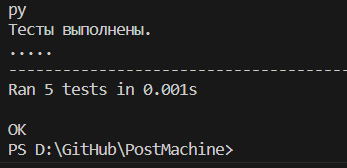 py
Тесты выполнены.
.....
----------------------------------------
Ran 5 tests in 0.001s
OK
PS D:\GitHub\PostMachine>